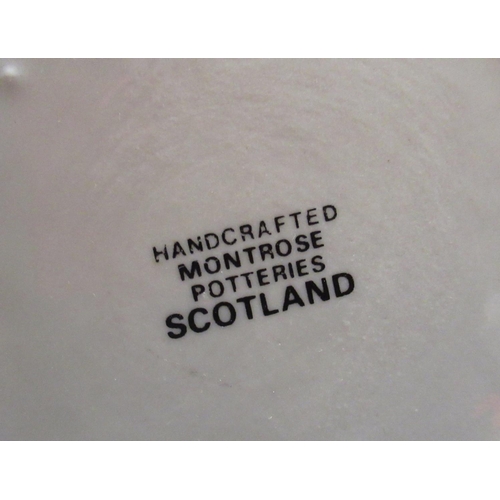 HANDCRAFTED
MONTROSE
POTTERIES
SCOTLAND